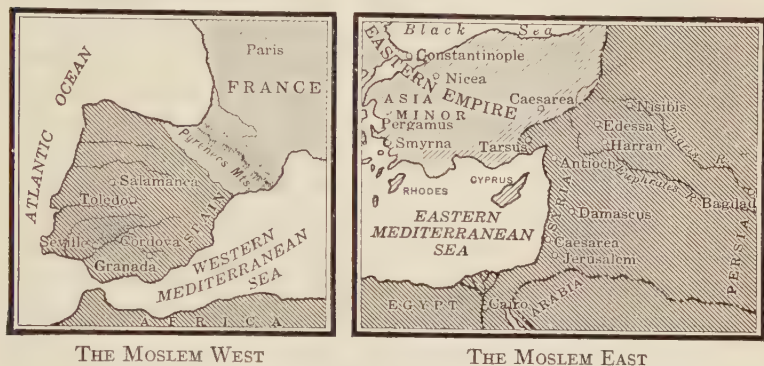 Paris
FRANCE
ATLANTIC OCEAN
Pyrenees Mts.
Salamanca
Toledo
SPAIN
Seville
Cordova
Granada
WESTERN
MEDITERRANEAN
SEA
AFRICA
THE MOSLEM WEST
Black Sea
Constantinople
EASTERN EMPIRE
Nicea
ASIA
MINOR
Caesarea
Nisibis
Pergamus
Edessa
Tigris R.
Smyrna
Tarsus
Harran
Antioch
Euphrates R.
Bagdad
RHODES
CYPRUS
SYRIA
EASTERN
MEDITERRANEAN
SEA
Damascus
Caesarea
Jerusalem
PERSIA
EGYPT
Cairo
ARABIA
THE MOSLEM EAST